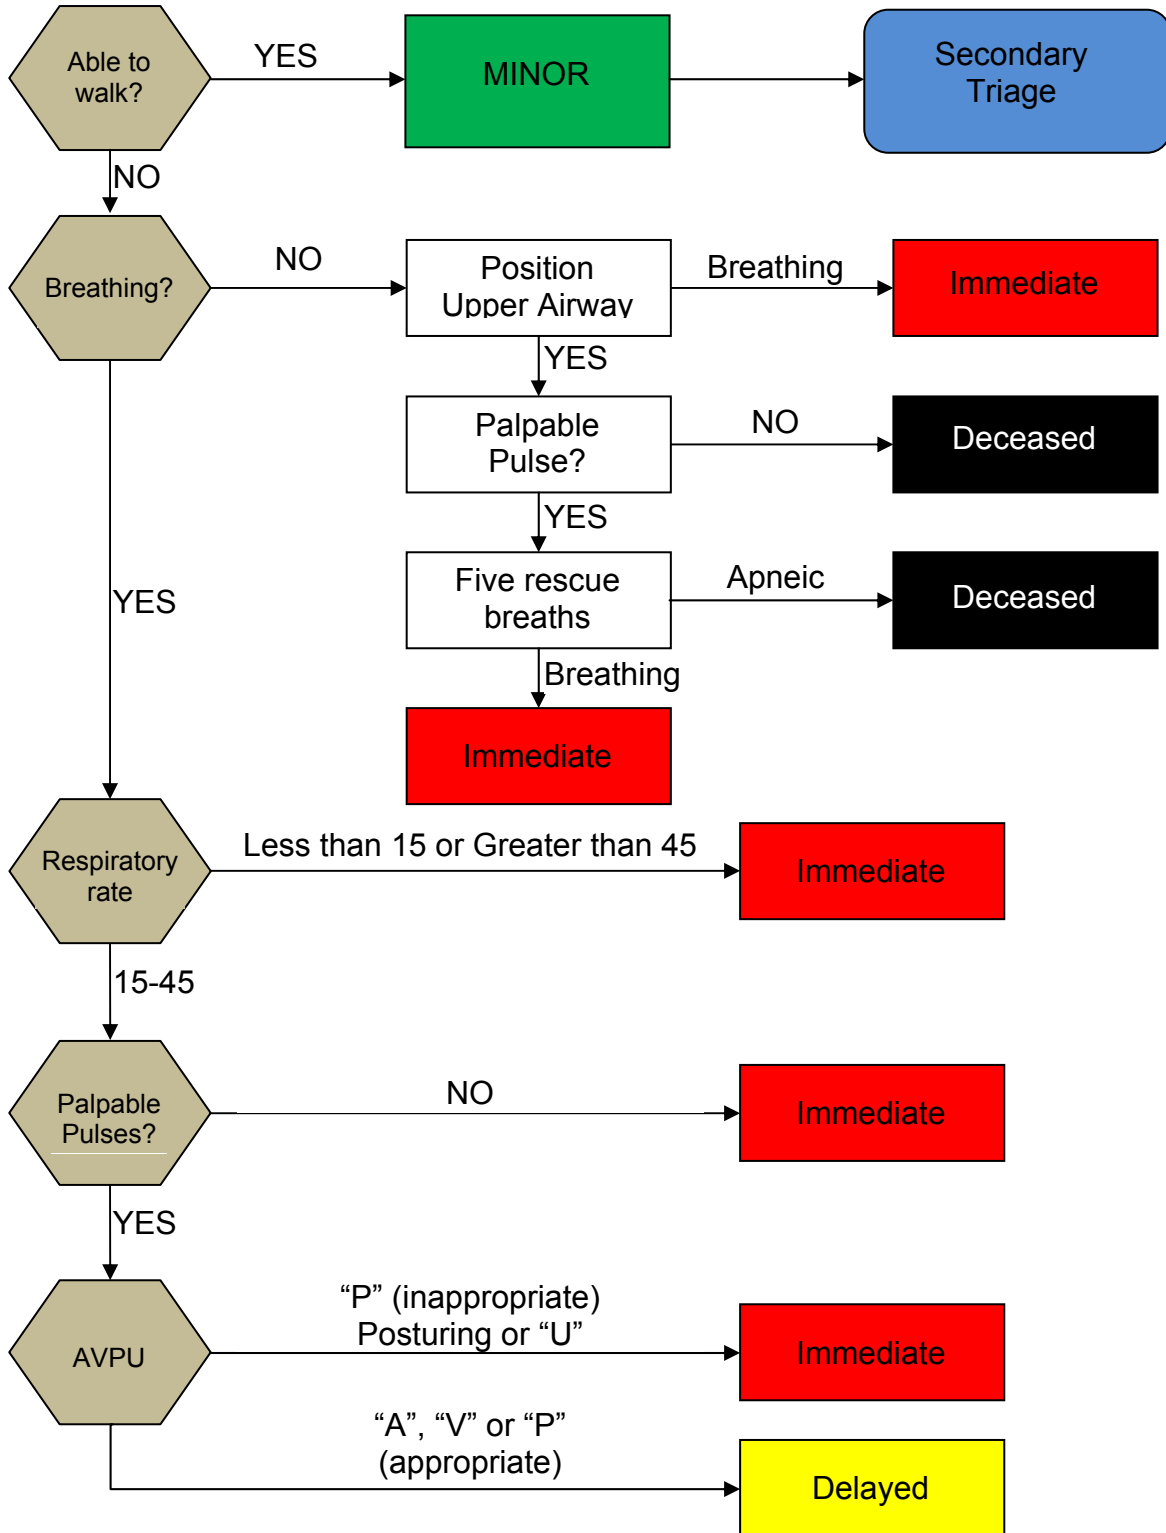 Able to
walk?
YES
MINOR
Secondary
Triage
NO
Breathing?
NO
Position
Upper Airway
Breathing
Immediate
YES
Palpable
Pulse?
NO
Deceased
YES
Five rescue
breaths
Apneic
Deceased
Breathing
Immediate
YES
Respiratory
rate
Less than 15 or Greater than 45
Immediate
15-45
Palpable
Pulses?
NO
Immediate
YES
AVPU
“P” (inappropriate)
Posturing or “U”
Immediate
“A”, “V” or “P”
(appropriate)
Delayed